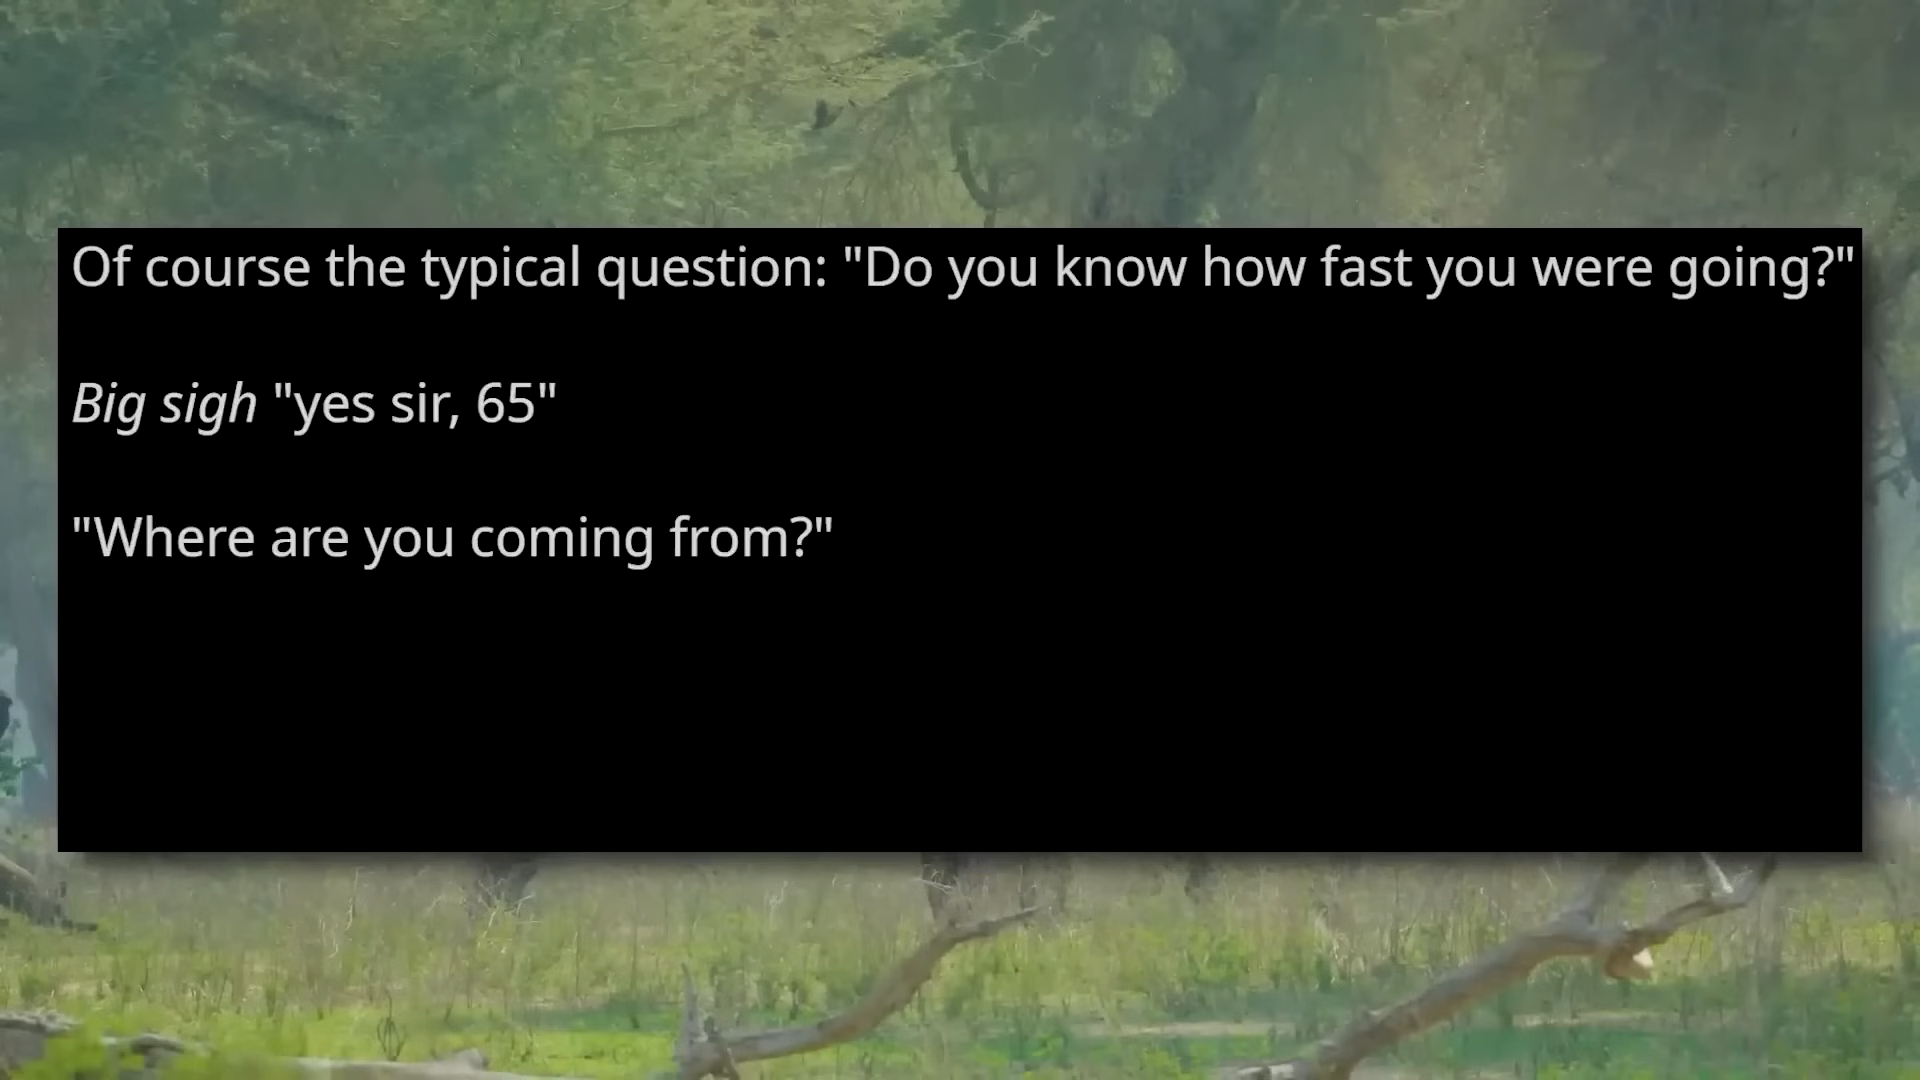 Of course the typical question: "Do you know how fast you were going?"
Big sigh "yes sir, 65"
"Where are you coming from?"